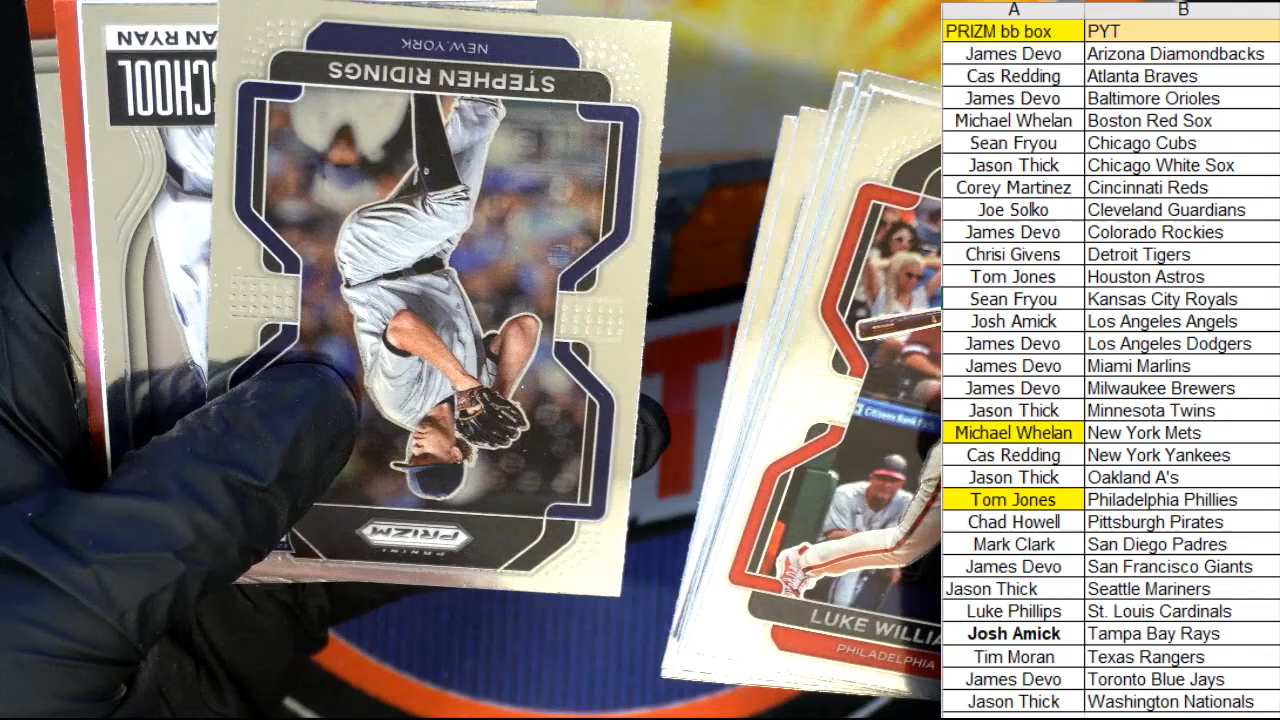 AN RYAN
SCHOOL
NEW YORK
STEPHEN RIDINGS
PANINI
PRIZM
Citizens Bank
LUKE WILLIA
PHILADELPHIA
A B
PRIZM bb box PYT
James Devo Arizona Diamondbacks
Cas Redding Atlanta Braves
James Devo Baltimore Orioles
Michael Whelan Boston Red Sox
Sean Fryou Chicago Cubs
Jason Thick Chicago White Sox
Corey Martinez Cincinnati Reds
Joe Solko Cleveland Guardians
James Devo Colorado Rockies
Chrisi Givens Detroit Tigers
Tom Jones Houston Astros
Sean Fryou Kansas City Royals
Josh Amick Los Angeles Angels
James Devo Los Angeles Dodgers
James Devo Miami Marlins
James Devo Milwaukee Brewers
Jason Thick Minnesota Twins
Michael Whelan New York Mets
Cas Redding New York Yankees
Jason Thick Oakland A's
Tom Jones Philadelphia Phillies
Chad Howell Pittsburgh Pirates
Mark Clark San Diego Padres
James Devo San Francisco Giants
Jason Thick Seattle Mariners
Luke Phillips St. Louis Cardinals
Josh Amick Tampa Bay Rays
Tim Moran Texas Rangers
James Devo Toronto Blue Jays
Jason Thick Washington Nationals